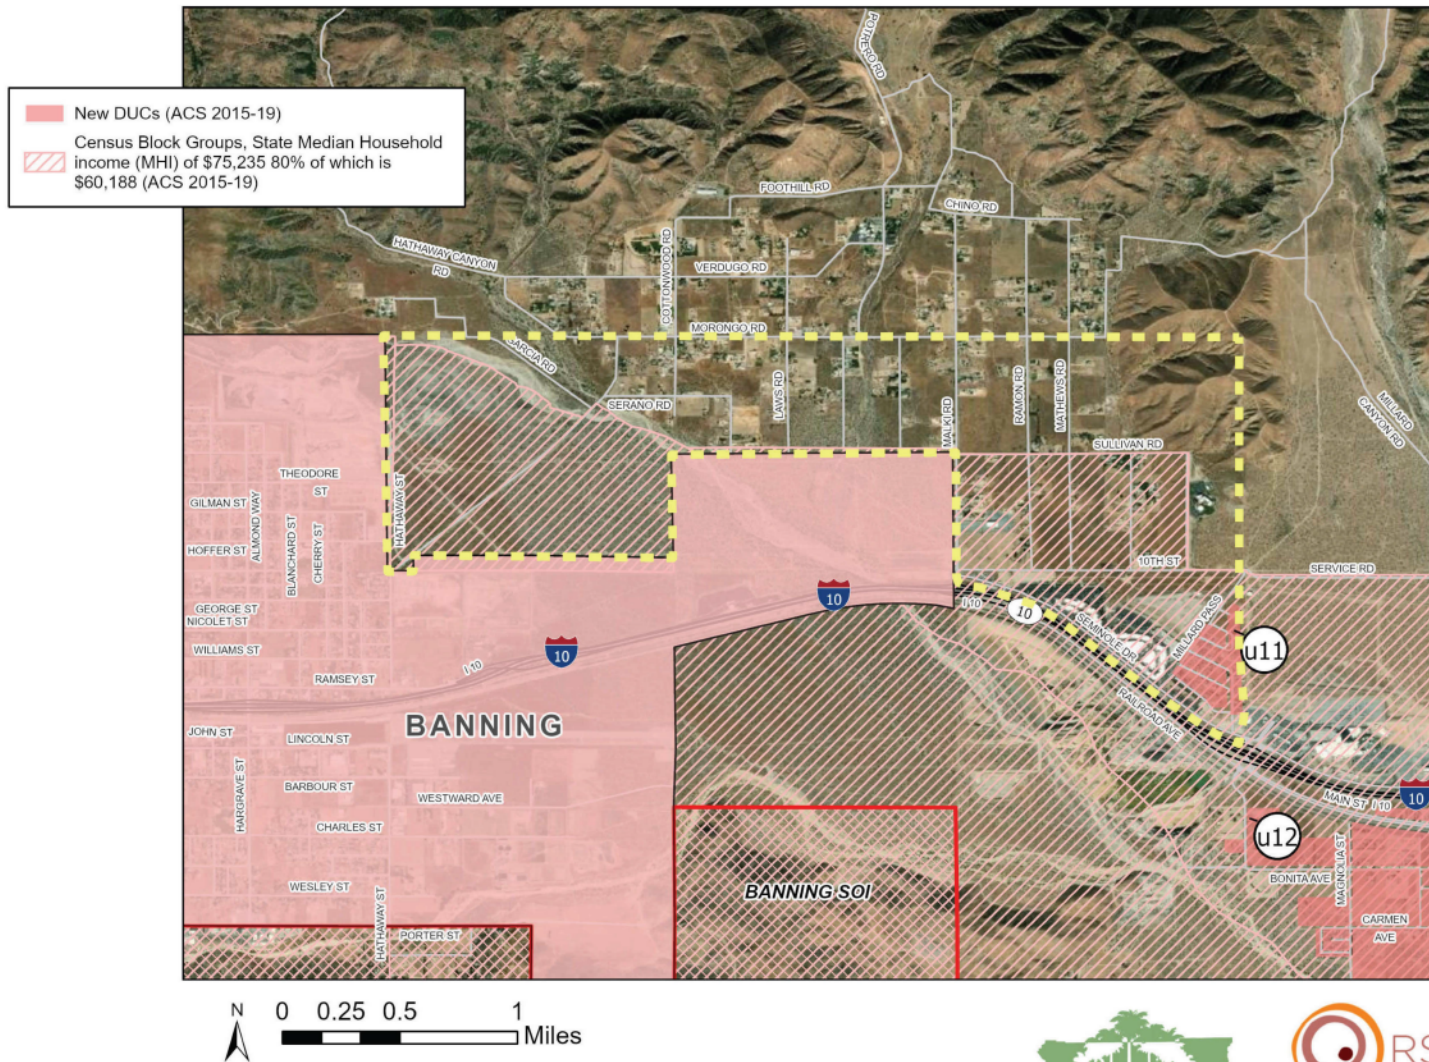 New DUCs (ACS 2015-19)
Census Block Groups, State Median Household
income (MHI) of $75,235 80% of which is
$60,188 (ACS 2015-19)
POTRERO RD
FOOTHILL RD
CHINO RD
HATHAWAY CANYON
RD
COTTONWOOD RD
VERDUGO RD
MORONGO RD
GARCIA RD
SERANO RD
LAWS RD
MALKI RD
RAMON RD
MATHEWS RD
MILLARD
CANYON RD
SULLIVAN RD
THEODORE
ST
GILMAN ST
ALMOND WAY
BLANCHARD ST
CHERRY ST
HATHAWAY ST
HOFFER ST
10TH ST
SERVICE RD
GEORGE ST
NICOLET ST
10
I 10
10
SEMINOLE DR
MILLARD PASS
u11
WILLIAMS ST
10
I 10
RAMSEY ST
RAILROAD AVE
BANNING
JOHN ST
LINCOLN ST
HARGRAVE ST
BARBOUR ST
WESTWARD AVE
MAIN ST
I 10
10
CHARLES ST
u12
MAGNOLIA ST
BONITA AVE
WESLEY ST
BANNING SOI
HATHAWAY ST
PORTER ST
CARMEN
AVE
N
0 0.25 0.5 1
Miles
RS